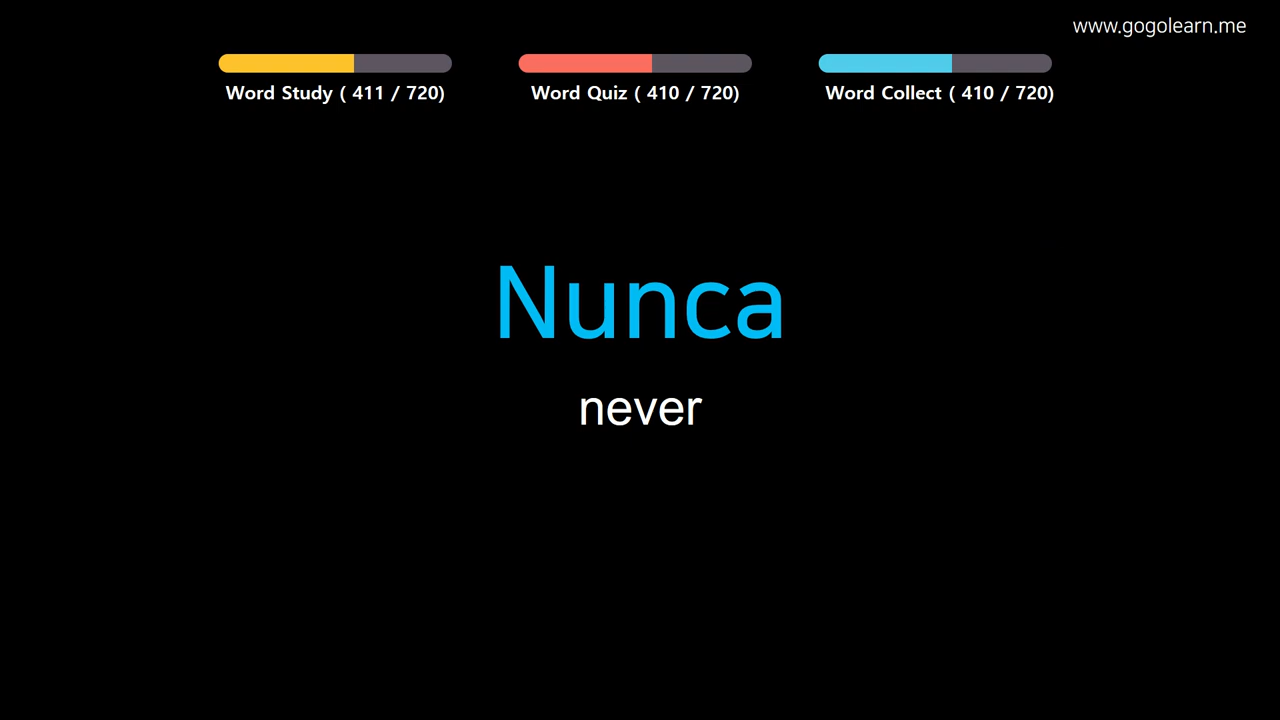 www.gogolearn.me
Word Study ( 411 / 720)
Word Quiz ( 410 / 720)
Word Collect ( 410 / 720)
Nunca
never